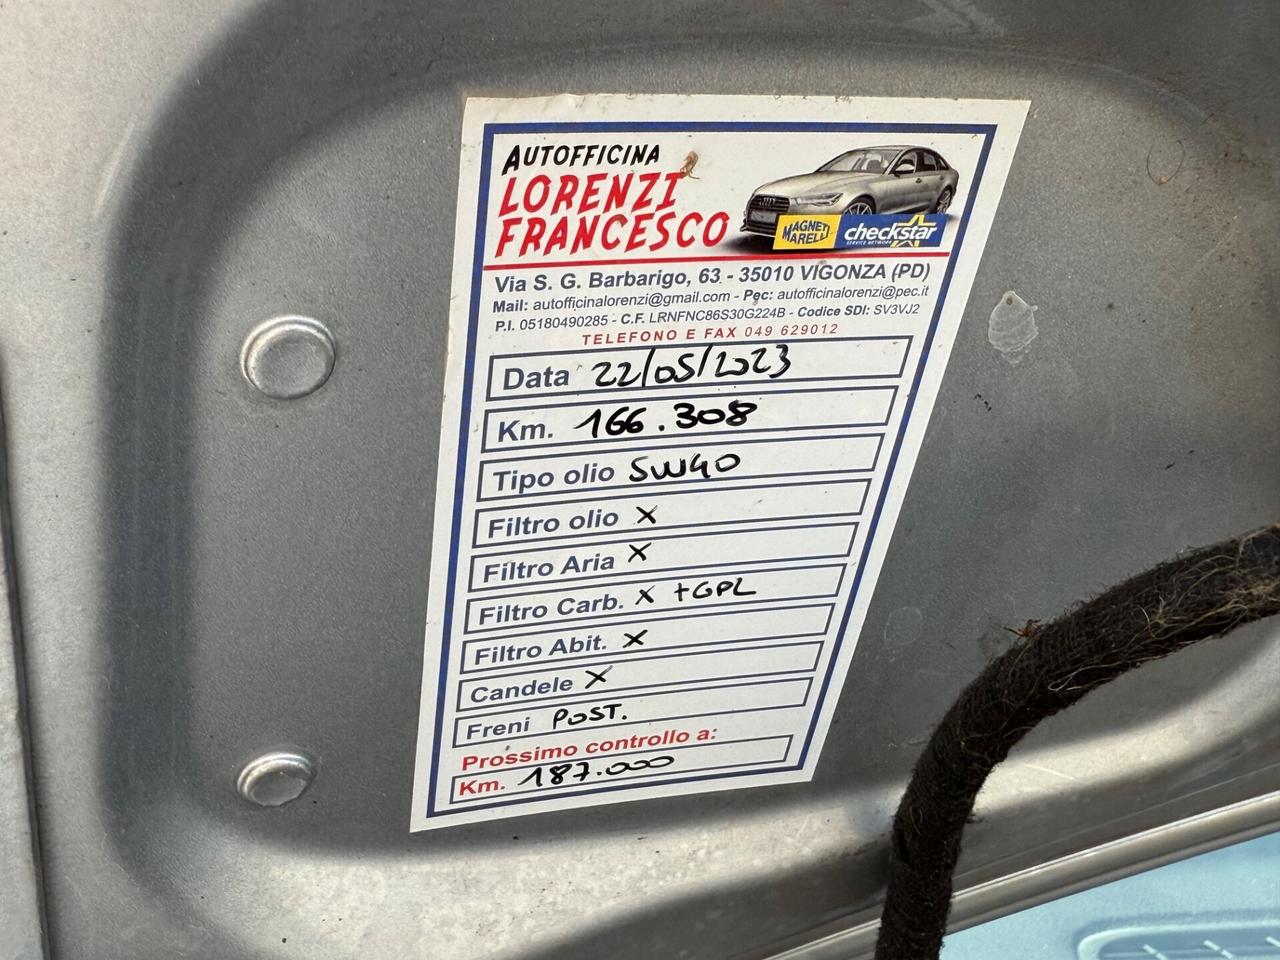 AUTOFFICINA
LORENZI
FRANCESCO
MAGNETI MARELLI
checkstar
SERVICE NETWORK
Via S. G. Barbarigo, 63 - 35010 VIGONZA (PD)
Mail: autofficinalorenzi@gmail.com - Pec: autofficinalorenzi@pec.it
P.I. 05180490285 - C.F. LRNFNC86S30G224B - Codice SDI: SV3VJ2
TELEFONO E FAX 049 629012
Data 22/05/2023
Km. 166.308
Tipo olio 5W40
Filtro olio X
Filtro Aria X
Filtro Carb. X +GPL
Filtro Abit. X
Candele X
Freni POST.
Prossimo controllo a:
Km. 187.000